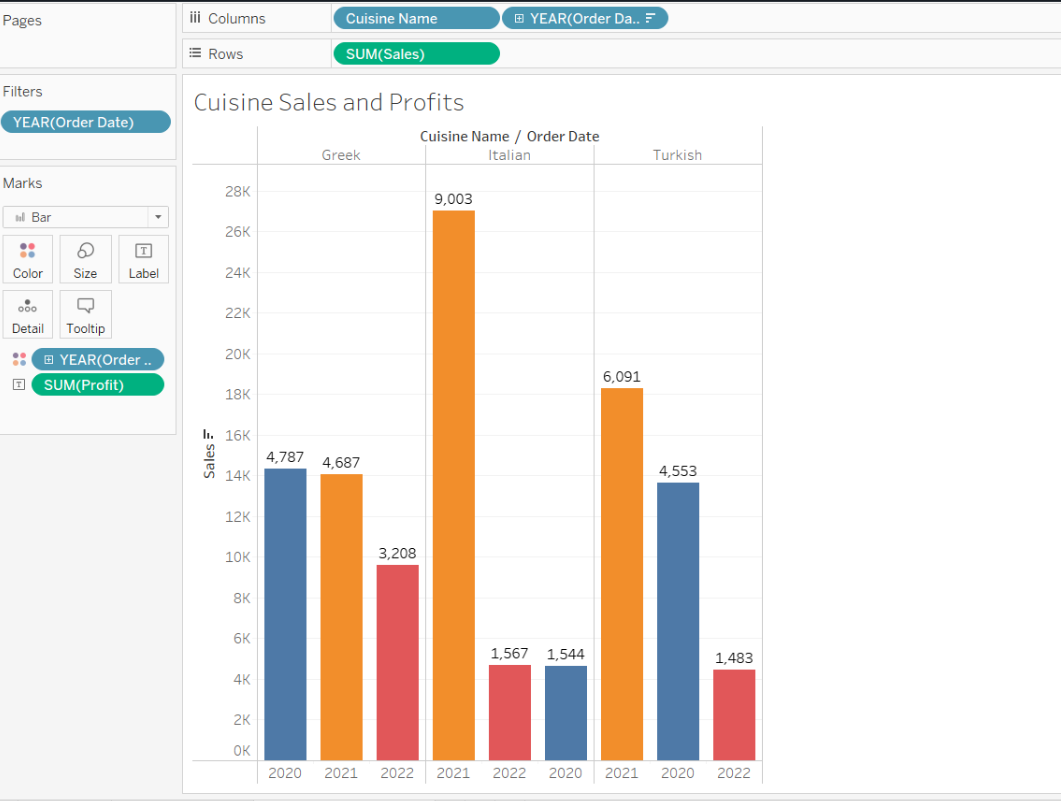 Pages
Columns
Cuisine Name
YEAR(Order Da..
Rows
SUM(Sales)
Filters
YEAR(Order Date)
Marks
Bar
Color
Size
Label
Detail
Tooltip
YEAR(Order ..
SUM(Profit)
Cuisine Sales and Profits
Cuisine Name / Order Date
Greek Italian Turkish
Sales
28K
26K
24K
22K
20K
18K
16K
14K
12K
10K
8K
6K
4K
2K
0K
4,787 4,687 3,208 9,003 1,567 1,544 6,091 4,553 1,483
2020 2021 2022 2021 2022 2020 2021 2020 2022